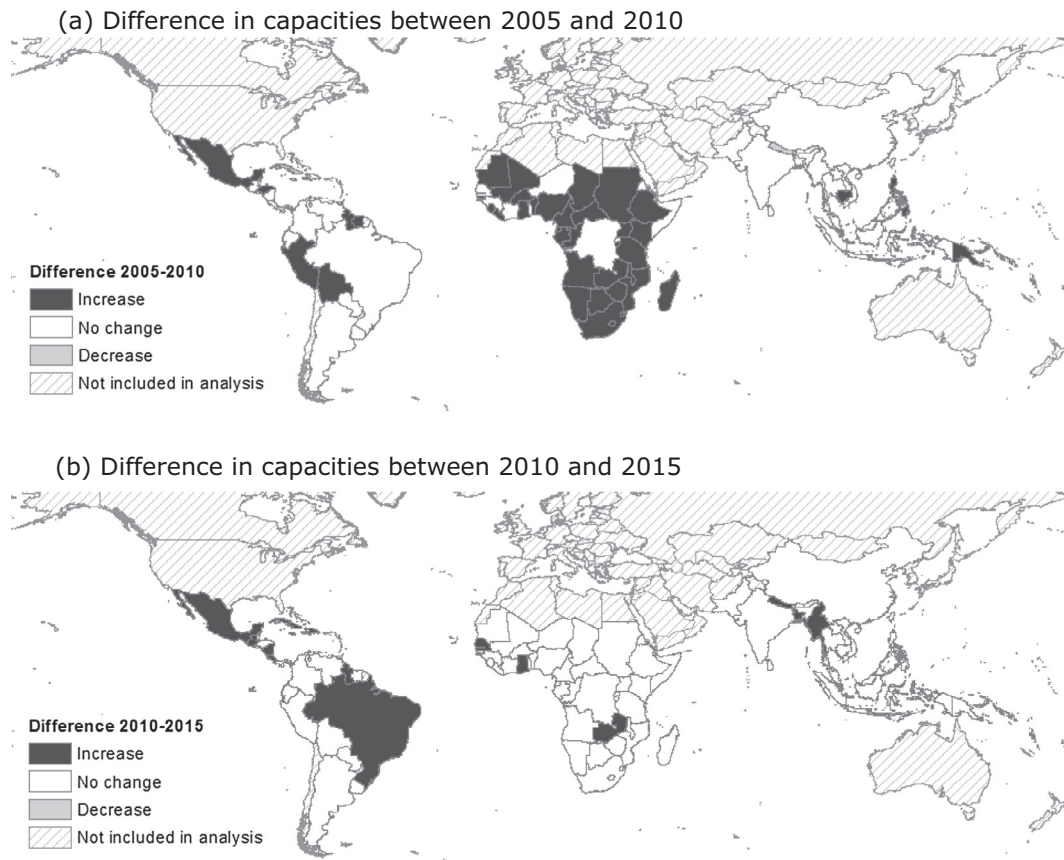 (a) Difference in capacities between 2005 and 2010
Difference 2005-2010
Increase
No change
Decrease
Not included in analysis
(b) Difference in capacities between 2010 and 2015
Difference 2010-2015
Increase
No change
Decrease
Not included in analysis